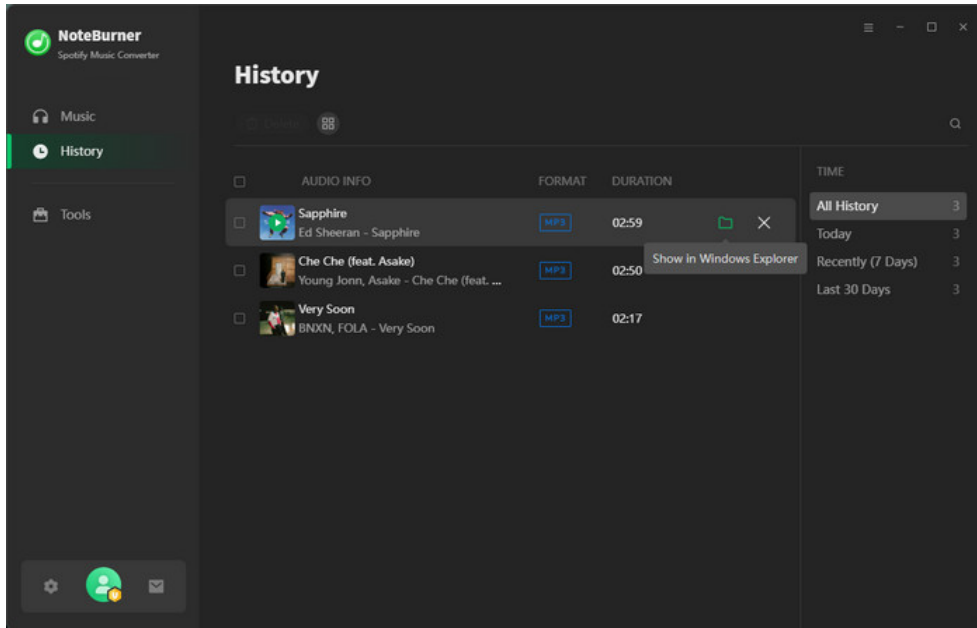 NoteBurner
Spotify Music Converter
History
Music
Delete
History
AUDIO INFO FORMAT DURATION
TIME
Tools
Sapphire
Ed Sheeran - Sapphire
MP3 02:59
All History 3
Today 3
Show in Windows Explorer
Che Che (feat. Asake)
Young Jonn, Asake - Che Che (feat. ...
MP3 02:50
Recently (7 Days) 3
Last 30 Days 3
Very Soon
BNXN, FOLA - Very Soon
MP3 02:17